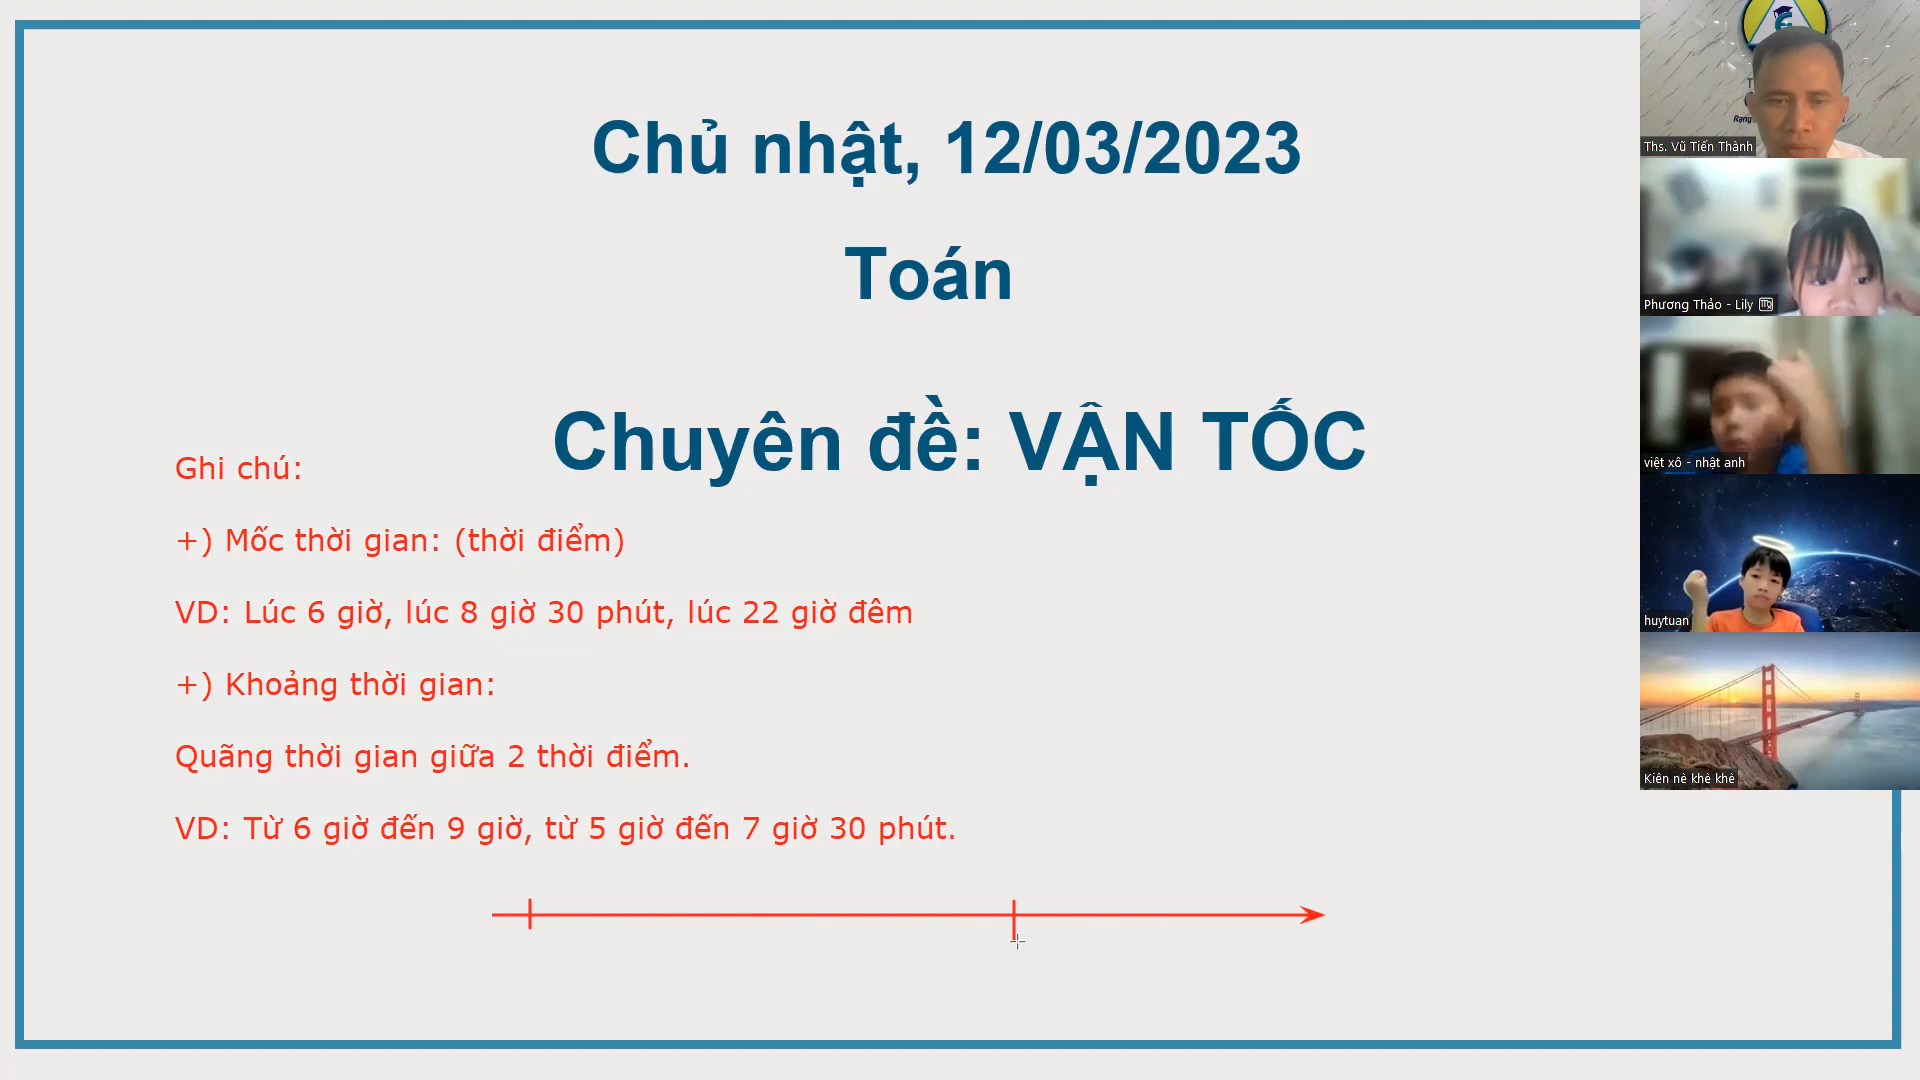 Chủ nhật, 12/03/2023
Toán
Chuyên đề: VẬN TỐC
Ghi chú:
+) Mốc thời gian: (thời điểm)
VD: Lúc 6 giờ, lúc 8 giờ 30 phút, lúc 22 giờ đêm
+) Khoảng thời gian:
Quãng thời gian giữa 2 thời điểm.
VD: Từ 6 giờ đến 9 giờ, từ 5 giờ đến 7 giờ 30 phút.
Ths. Vũ Tiến Thành
Phương Thảo - Lily ♍
việt xô - nhật anh
huytuan
Kiên nè khè khè